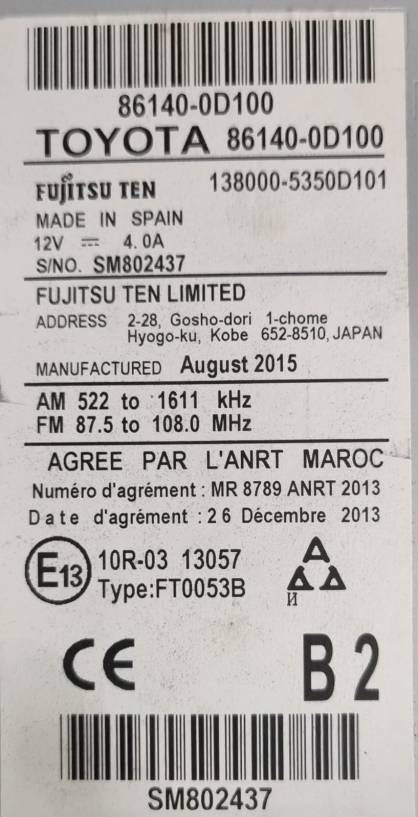 86140-0D100
TOYOTA 86140-0D100
FUJITSU TEN 138000-5350D101
MADE IN SPAIN
12V ⎓ 4.0A
S/NO. SM802437
FUJITSU TEN LIMITED
ADDRESS 2-28, Gosho-dori 1-chome
Hyogo-ku, Kobe 652-8510, JAPAN
MANUFACTURED August 2015
AM 522 to 1611 kHz
FM 87.5 to 108.0 MHz
AGREE PAR L'ANRT MAROC
Numéro d'agrément : MR 8789 ANRT 2013
Date d'agrément : 26 Décembre 2013
E13 10R-03 13057
Type:FT0053B
A
И
CE B2
SM802437